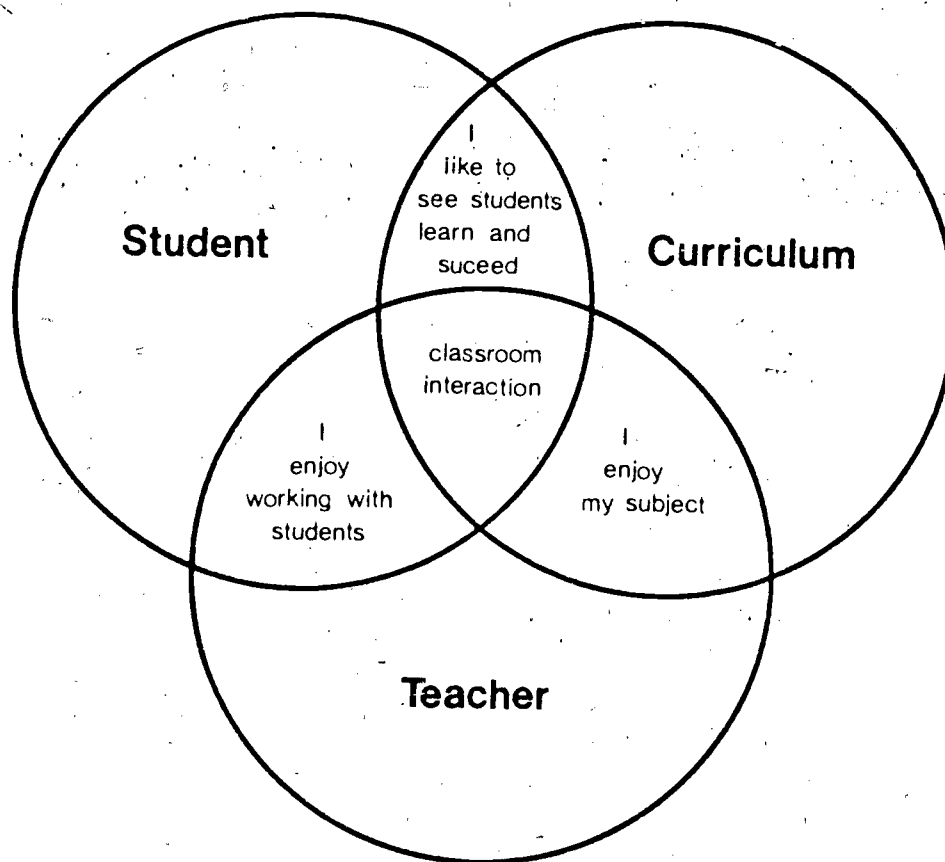 Student
Curriculum
I
like to
see students
learn and
suceed
classroom
interaction
I
enjoy
working with
students
I
enjoy
my subject
Teacher